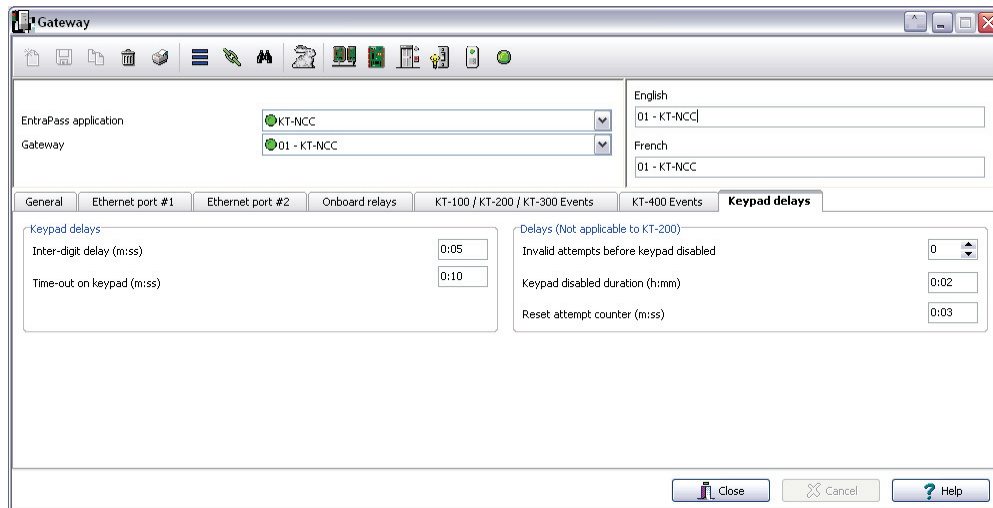 Gateway
English
EntraPass application
KT-NCC
01 - KT-NCC
Gateway
01 - KT-NCC
French
01 - KT-NCC
General
Ethernet port #1
Ethernet port #2
Onboard relays
KT-100 / KT-200 / KT-300 Events
KT-400 Events
Keypad delays
Keypad delays
Inter-digit delay (m:ss)
0:05
Time-out on keypad (m:ss)
0:10
Delays (Not applicable to KT-200)
Invalid attempts before keypad disabled
0
Keypad disabled duration (h:mm)
0:02
Reset attempt counter (m:ss)
0:03
Close
Cancel
Help